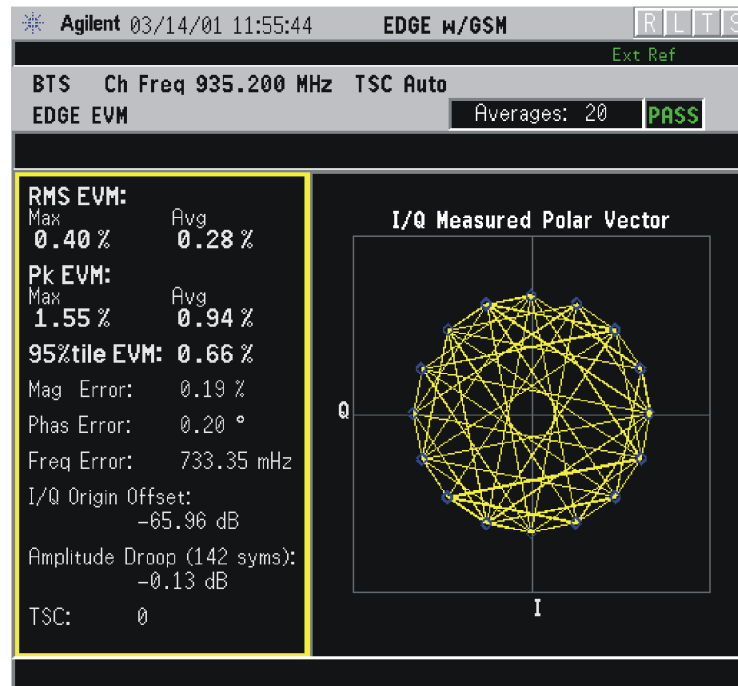 Agilent 03/14/01 11:55:44 EDGE w/GSM R L T S
Ext Ref
BTS Ch Freq 935.200 MHz TSC Auto
EDGE EVM Averages: 20 PASS
RMS EVM:
Max Avg
0.40 % 0.28 %
Pk EVM:
Max Avg
1.55 % 0.94 %
95%tile EVM: 0.66 %
Mag Error: 0.19 %
Phas Error: 0.20 °
Freq Error: 733.35 mHz
I/Q Origin Offset:
-65.96 dB
Amplitude Droop (142 syms):
-0.13 dB
TSC: 0
I/Q Measured Polar Vector
Q
I